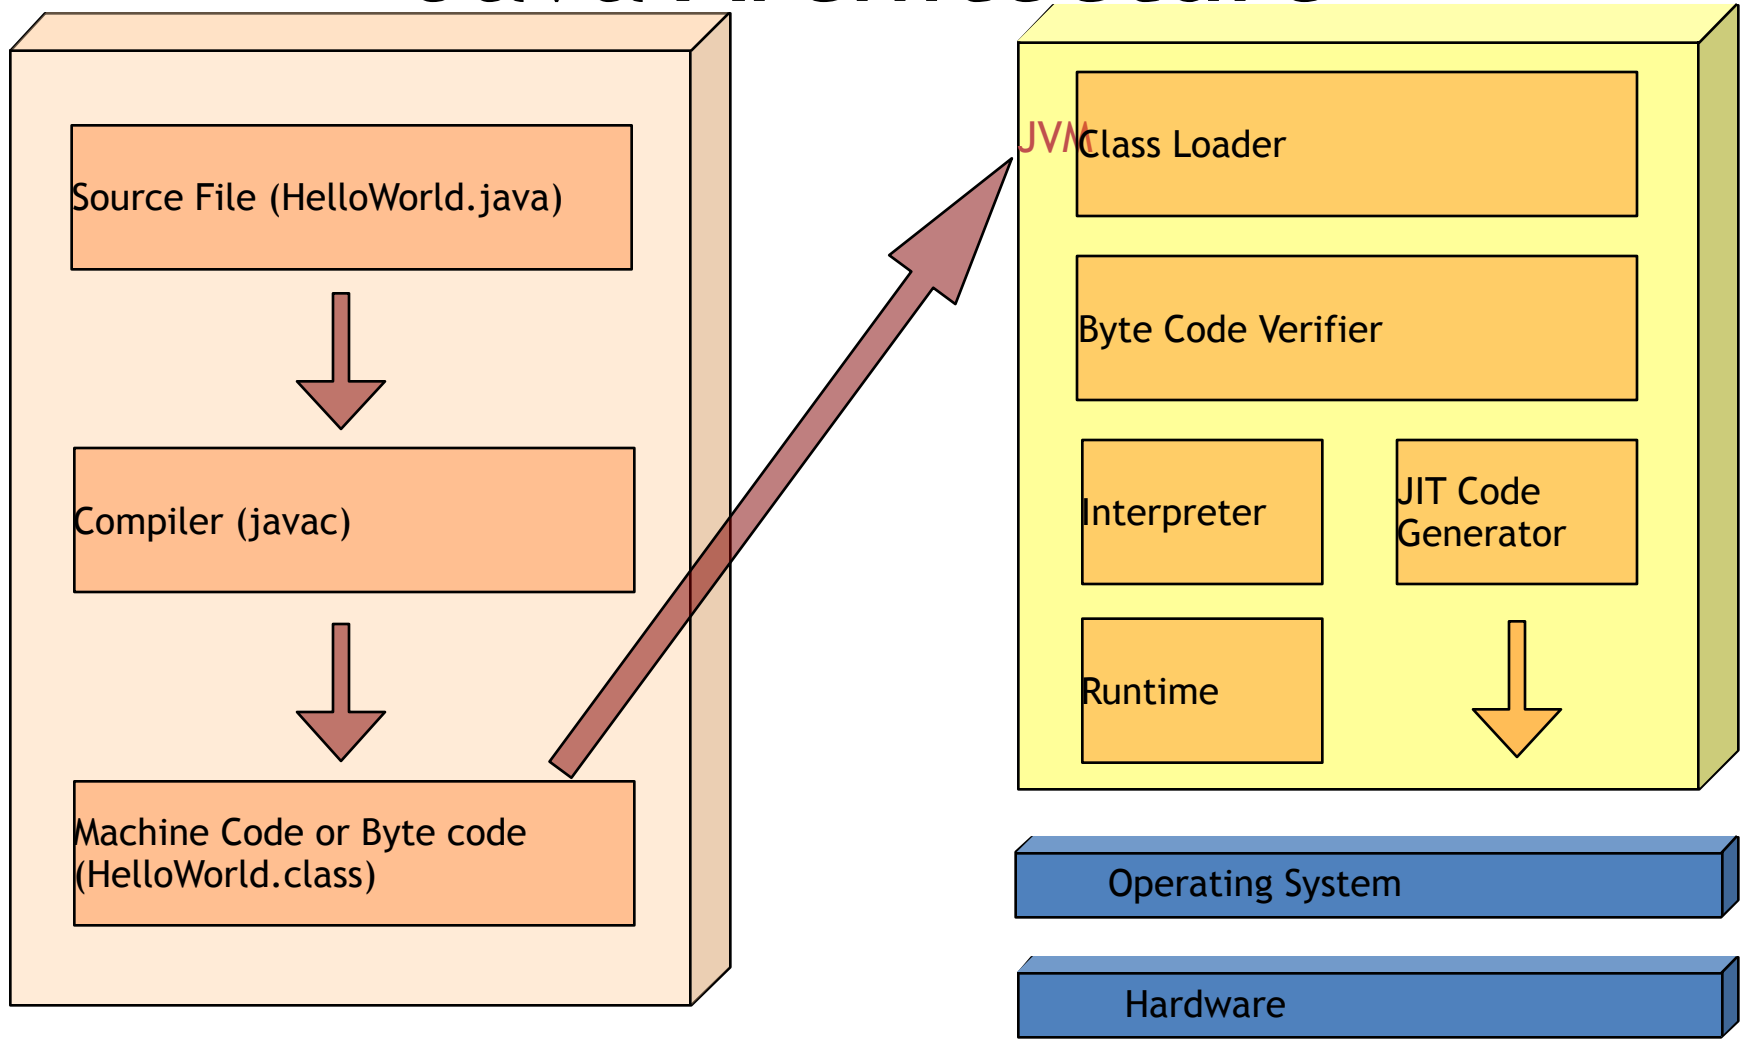 Source File (HelloWorld.java)
Compiler (javac)
Machine Code or Byte code
(HelloWorld.class)
JVM
Class Loader
Byte Code Verifier
Interpreter
JIT Code
Generator
Runtime
Operating System
Hardware